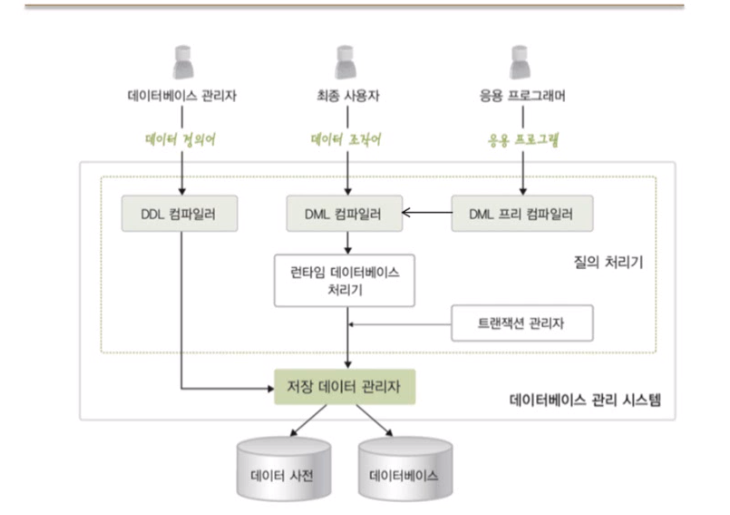 데이터베이스 관리자
최종 사용자
응용 프로그래머
데이터 정의어
데이터 조작어
응용 프로그램
DDL 컴파일러
DML 컴파일러
DML 프리 컴파일러
질의 처리기
런타임 데이터베이스
처리기
트랜잭션 관리자
저장 데이터 관리자
데이터베이스 관리 시스템
데이터 사전
데이터베이스